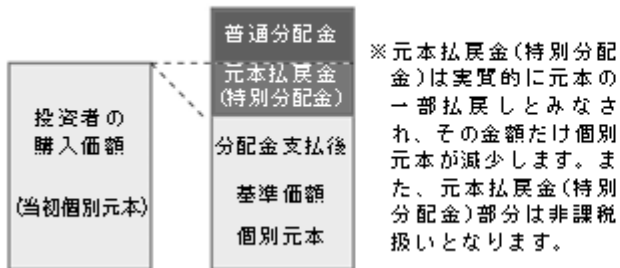 投資者の
購入価額
(当初個別元本)
普通分配金
元本払戻金
(特別分配金)
分配金支払後
基準価額
個別元本
※元本払戻金(特別分配
金)は実質的に元本の
一部払戻しとみなさ
れ、その金額だけ個別
元本が減少します。ま
た、元本払戻金(特別
分配金)部分は非課税
扱いとなります。